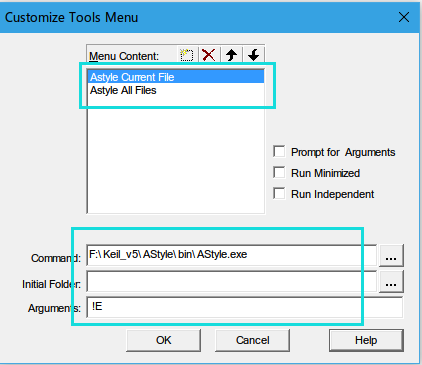 Customize Tools Menu
Menu Content:
Astyle Current File
Astyle All Files
Prompt for Arguments
Run Minimized
Run Independent
Command: F:\Keil_v5\AStyle\bin\AStyle.exe ...
Initial Folder: ...
Arguments: !E
OK Cancel Help